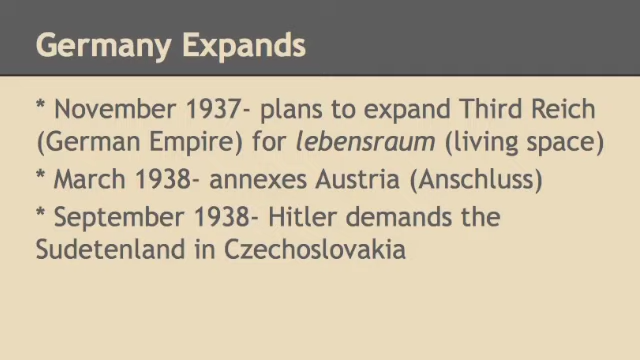 Germany Expands
* November 1937- plans to expand Third Reich
(German Empire) for lebensraum (living space)
* March 1938- annexes Austria (Anschluss)
* September 1938- Hitler demands the
Sudetenland in Czechoslovakia